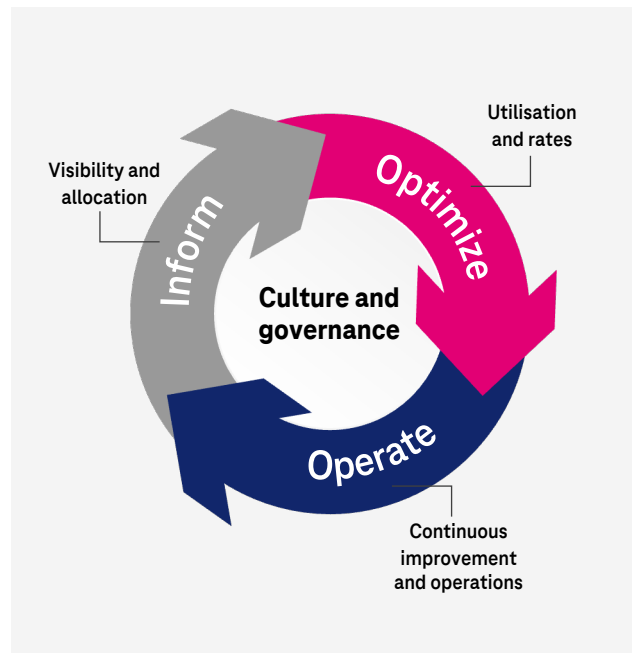 Utilisation
and rates
Optimize
Visibility and
allocation
Inform
Culture and
governance
Operate
Continuous
improvement
and operations